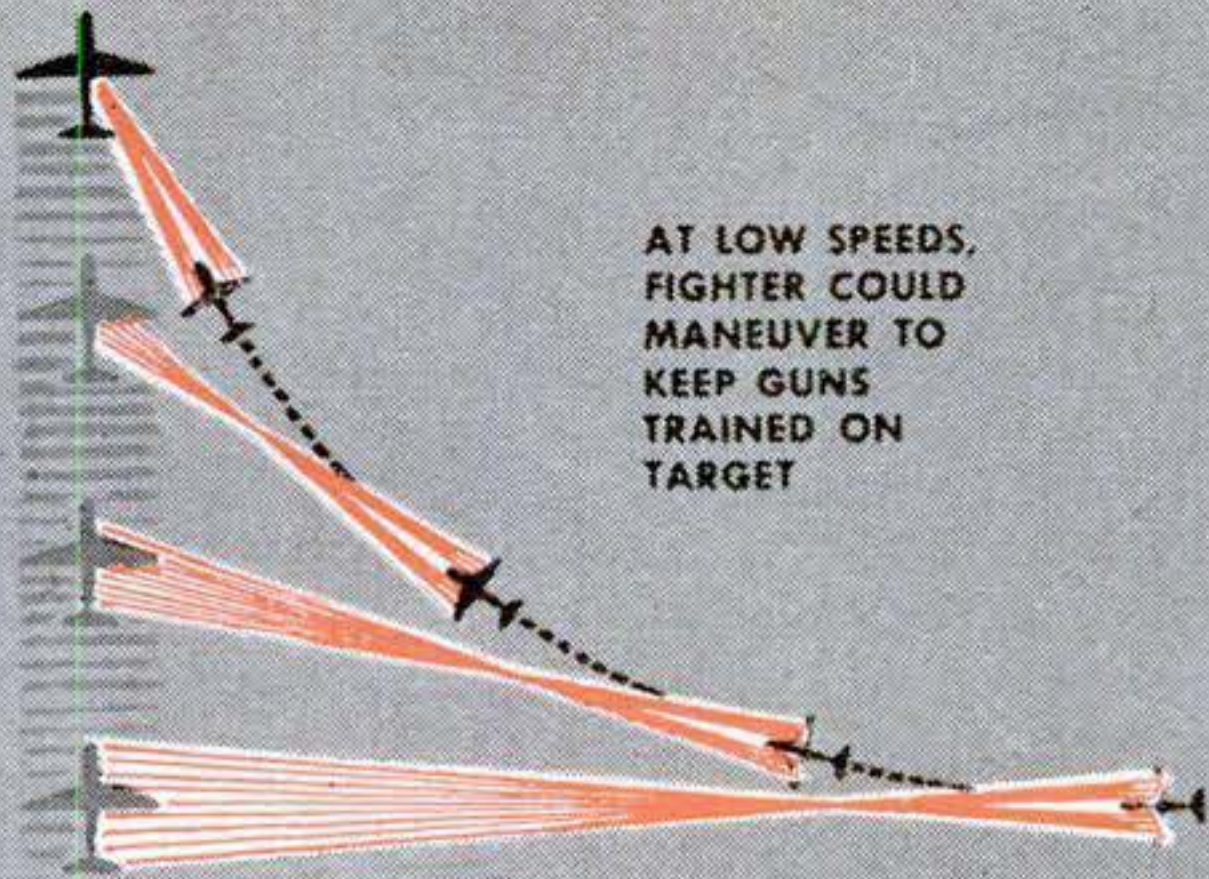 AT LOW SPEEDS,
FIGHTER COULD
MANEUVER TO
KEEP GUNS
TRAINED ON
TARGET